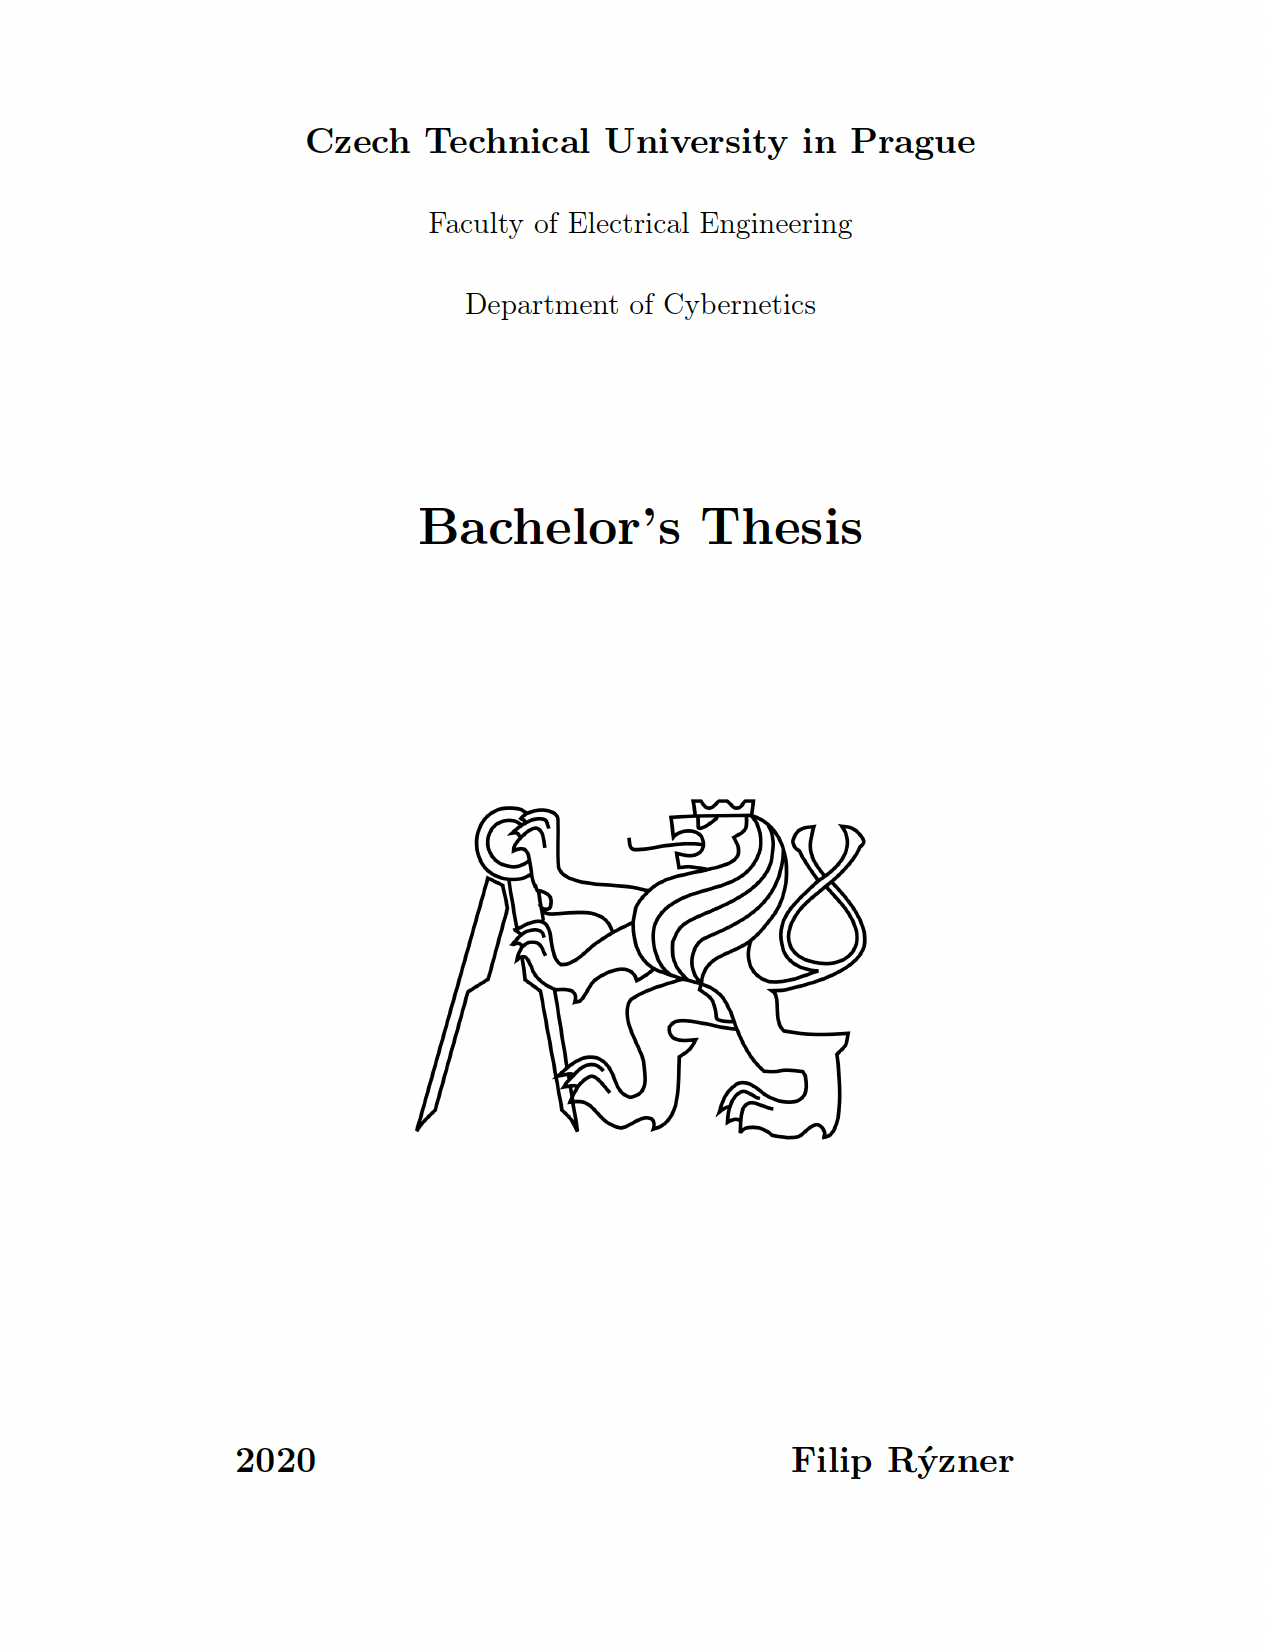 Czech Technical University in Prague
Faculty of Electrical Engineering
Department of Cybernetics
Bachelor's Thesis
2020 Filip Rýzner